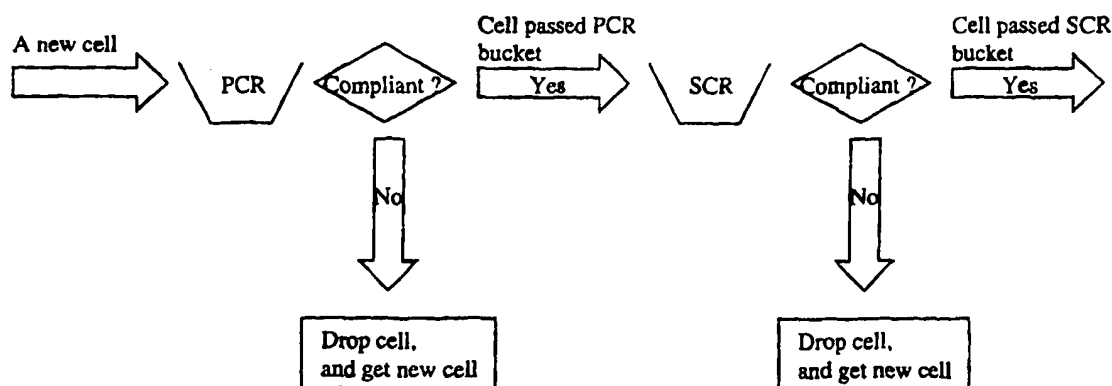 A new cell
PCR
Compliant ?
Cell passed PCR
bucket
Yes
SCR
Compliant ?
Cell passed SCR
bucket
Yes
No
No
Drop cell,
and get new cell
Drop cell,
and get new cell